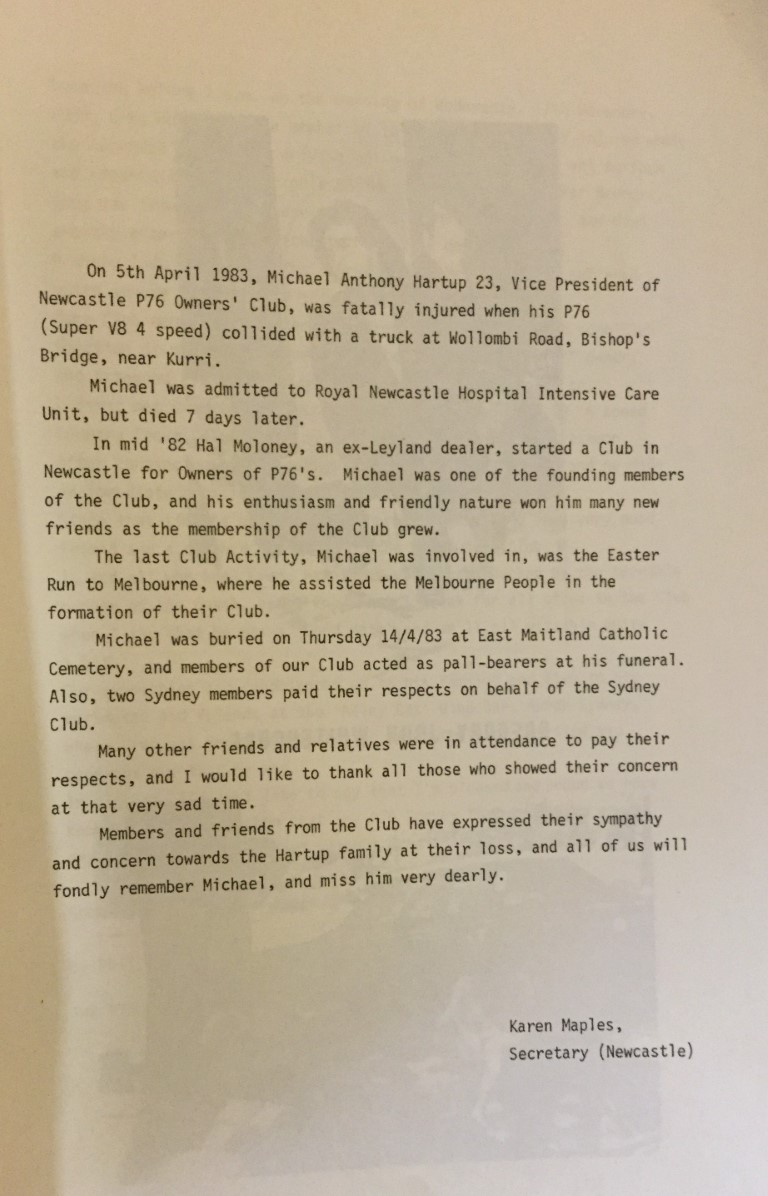 On 5th April 1983, Michael Anthony Hartup 23, Vice President of
Newcastle P76 Owners' Club, was fatally injured when his P76
(Super V8 4 speed) collided with a truck at Wollombi Road, Bishop's
Bridge, near Kurri.
Michael was admitted to Royal Newcastle Hospital Intensive Care
Unit, but died 7 days later.
In mid '82 Hal Moloney, an ex-Leyland dealer, started a Club in
Newcastle for Owners of P76's. Michael was one of the founding members
of the Club, and his enthusiasm and friendly nature won him many new
friends as the membership of the Club grew.
The last Club Activity, Michael was involved in, was the Easter
Run to Melbourne, where he assisted the Melbourne People in the
formation of their Club.
Michael was buried on Thursday 14/4/83 at East Maitland Catholic
Cemetery, and members of our Club acted as pall-bearers at his funeral.
Also, two Sydney members paid their respects on behalf of the Sydney
Club.
Many other friends and relatives were in attendance to pay their
respects, and I would like to thank all those who showed their concern
at that very sad time.
Members and friends from the Club have expressed their sympathy
and concern towards the Hartup family at their loss, and all of us will
fondly remember Michael, and miss him very dearly.
Karen Maples,
Secretary (Newcastle)